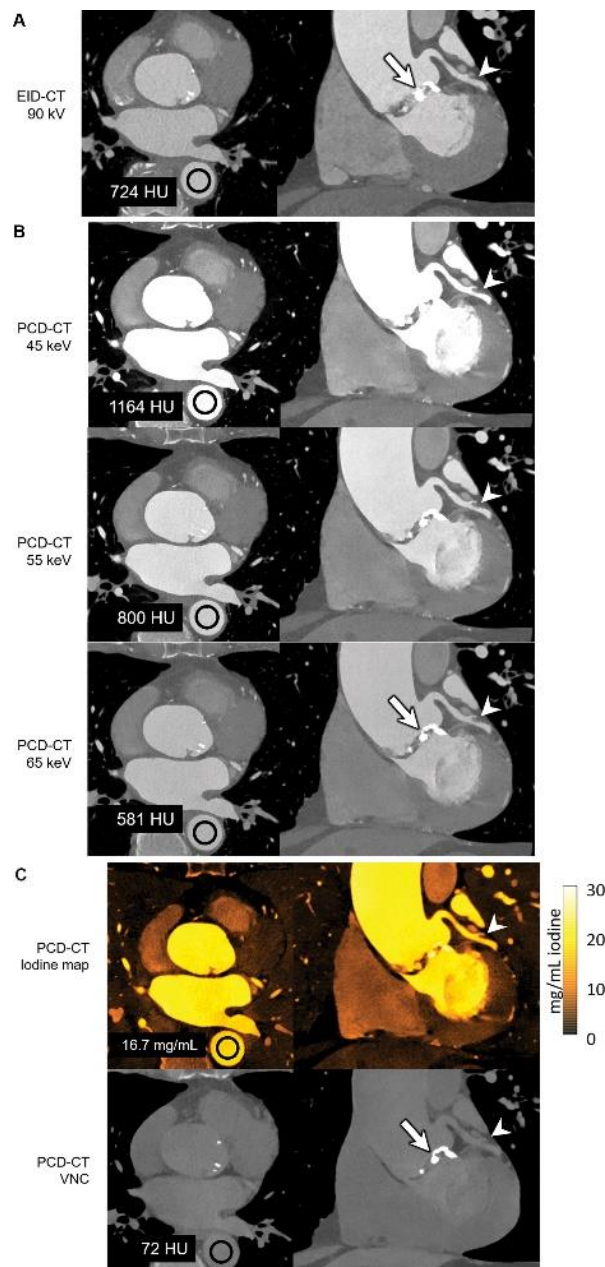 A
EID-CT
90 kV
724 HU
B
PCD-CT
45 keV
1164 HU
PCD-CT
55 keV
800 HU
PCD-CT
65 keV
581 HU
C
PCD-CT
Iodine map
16.7 mg/mL
30
20
10
0
mg/mL iodine
PCD-CT
VNC
72 HU